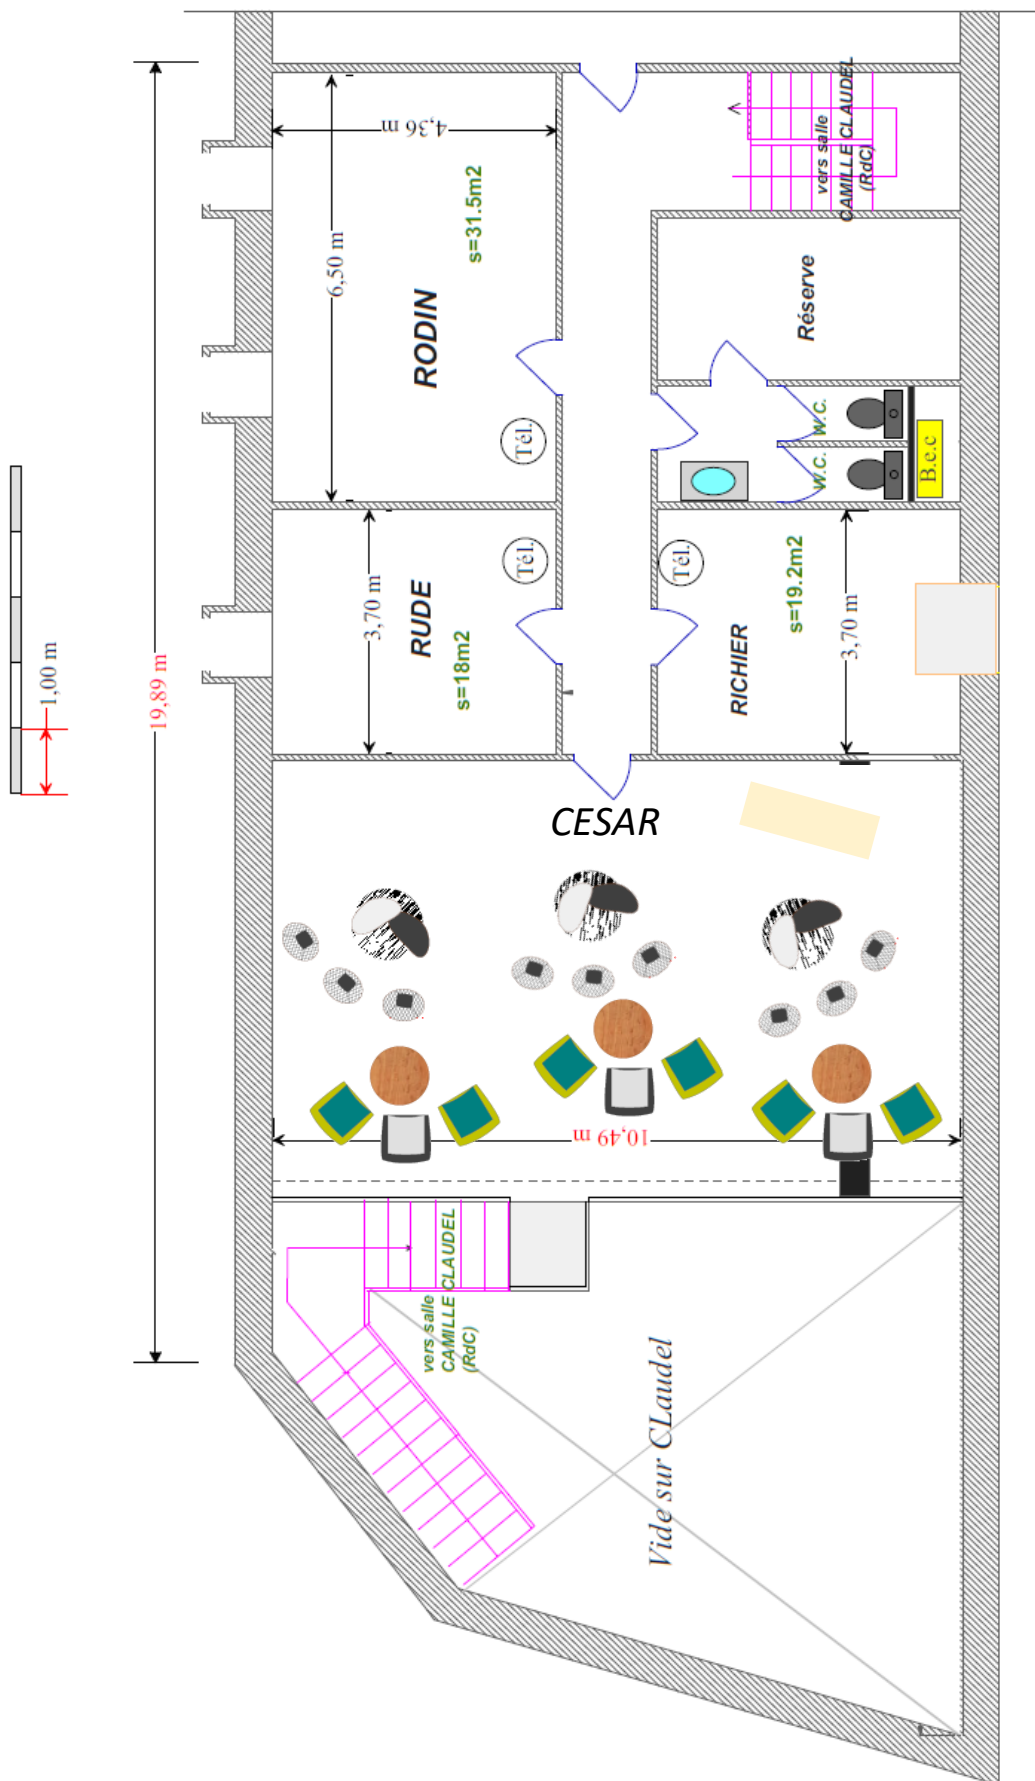 vers salle
CAMILLE CLAUDEL
(RdC)
4,36 m
s=31.5m2
6,50 m
RODIN
Réserve
Tél.
W.C.
W.C.
B.e.c
Tél.
Tél.
3,70 m
RUDE
s=18m2
s=19.2m2
RICHIER
3,70 m
1,00 m
19,89 m
CESAR
10,49 m
vers salle
CAMILLE CLAUDEL
(RdC)
Vide sur CLaudel